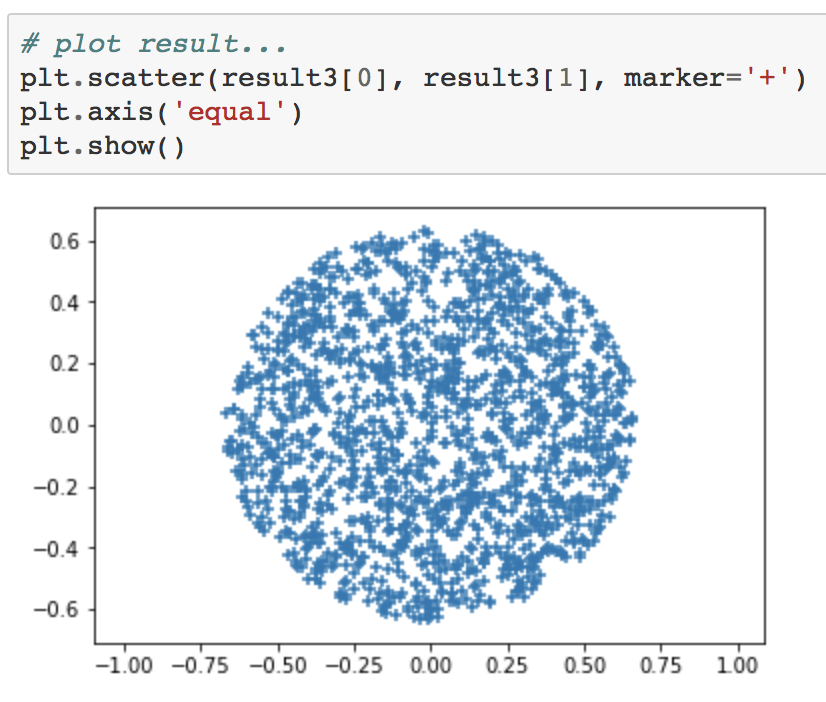 # plot result...
plt.scatter(result3[0], result3[1], marker='+')
plt.axis('equal')
plt.show()
0.6
0.4
0.2
0.0
−0.2
−0.4
−0.6
−1.00 −0.75 −0.50 −0.25 0.00 0.25 0.50 0.75 1.00